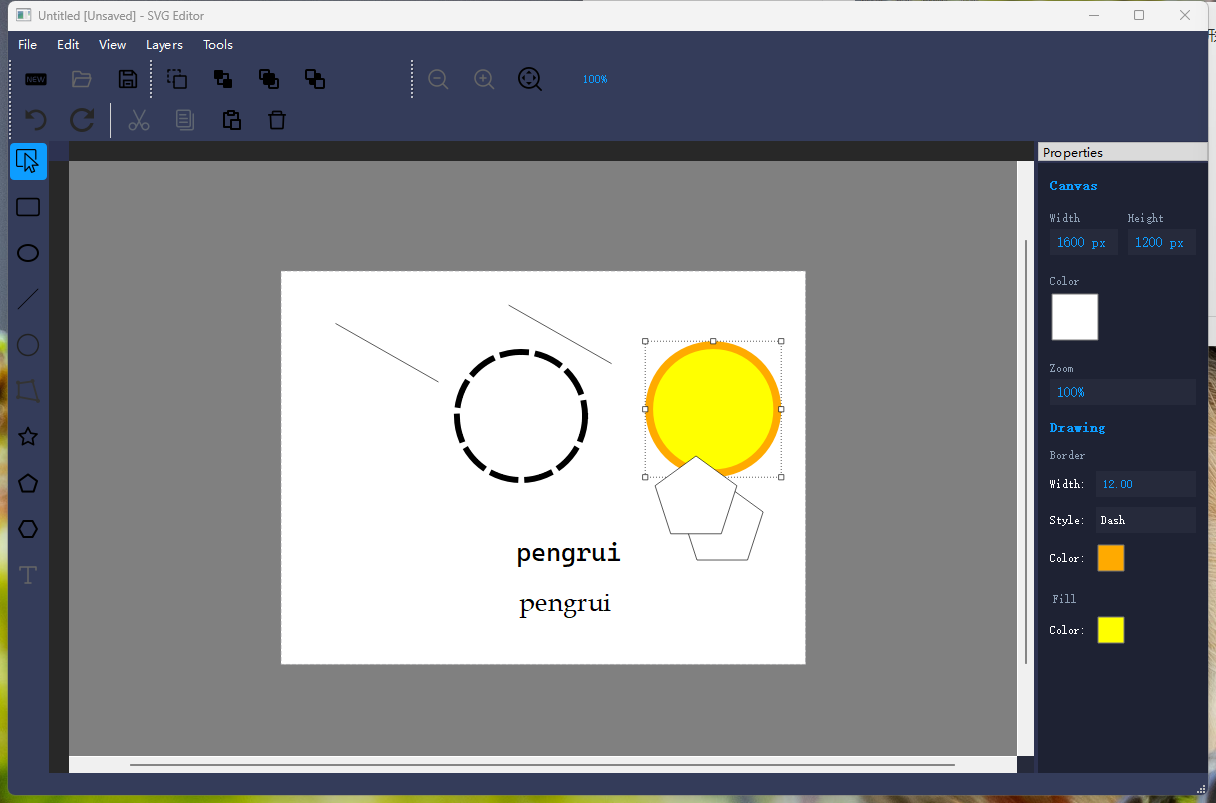 Untitled [Unsaved] - SVG Editor
File Edit View Layers Tools
NEW
100%
Properties
Canvas
Width Height
1600 px 1200 px
Color
Zoom
100%
Drawing
Border
Width: 12.00
Style: Dash
Color:
Fill
Color:
T
pengrui
pengrui